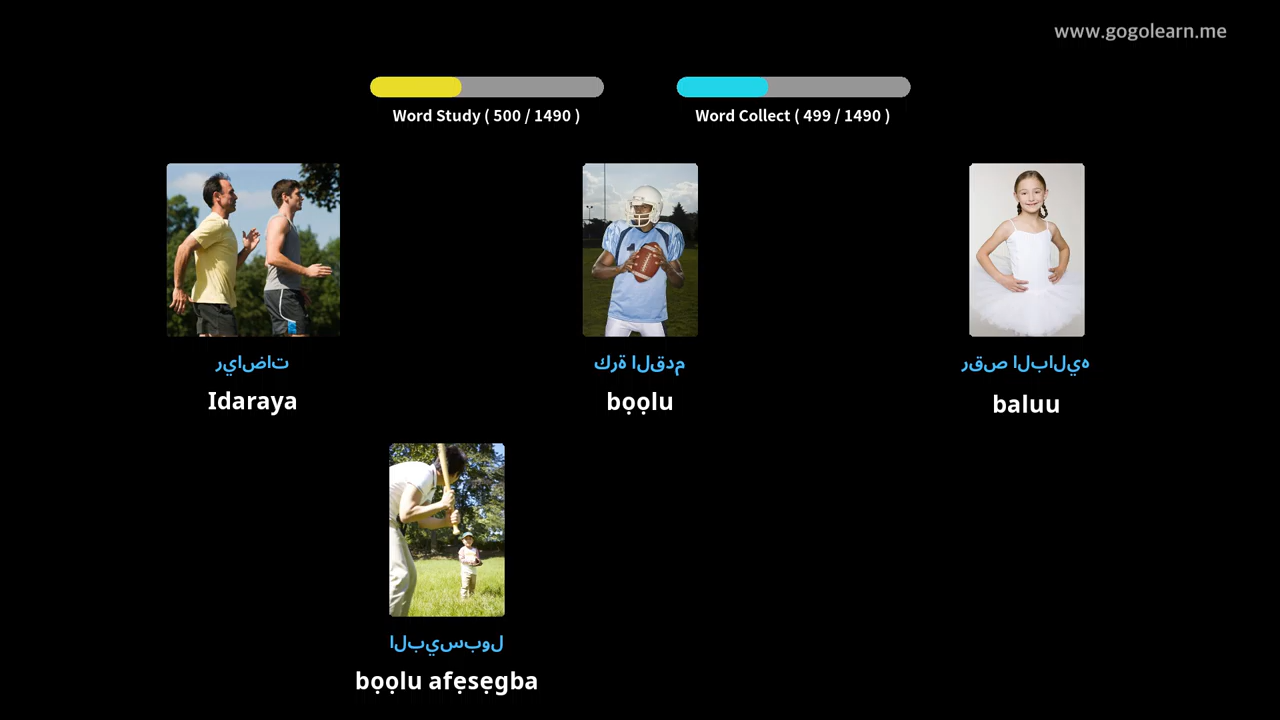 www.gogolearn.me
Word Study ( 500 / 1490 )
Word Collect ( 499 / 1490 )
رياضات
Idaraya
كرة القدم
bọọlu
رقص الباليه
baluu
البيسبول
bọọlu afẹsẹgba